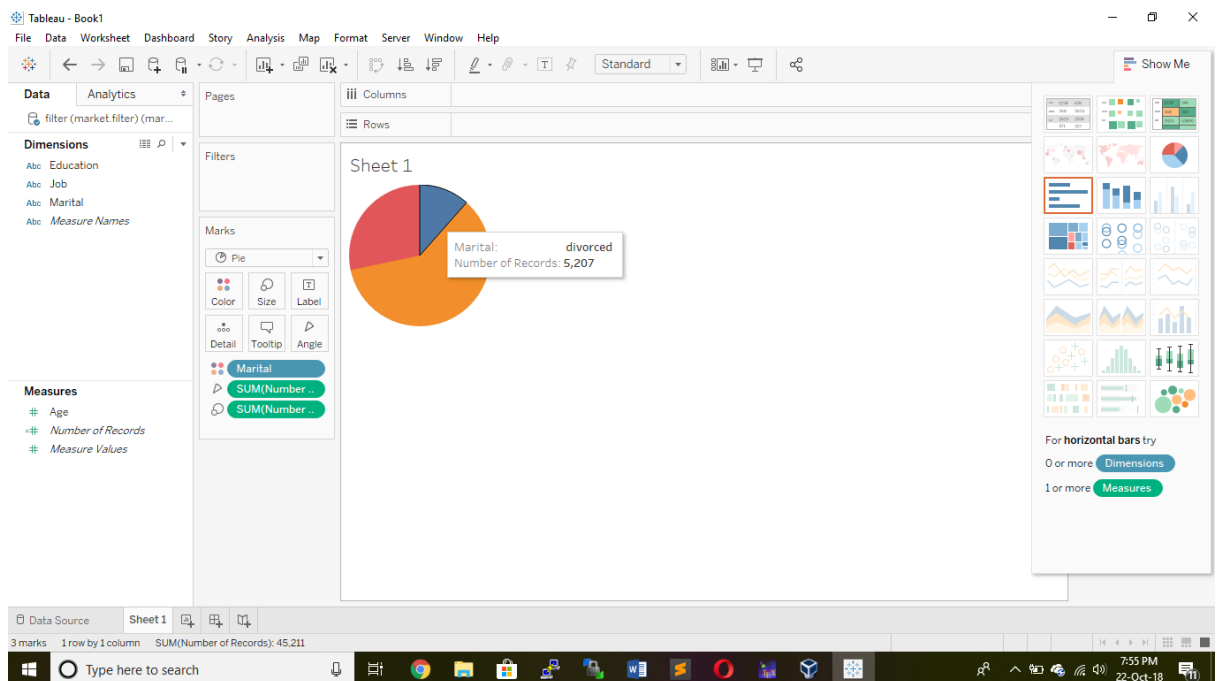 Tableau - Book1
File Data Worksheet Dashboard Story Analysis Map Format Server Window Help
Standard
Show Me
Data Analytics
filter (market.filter) (mar...
Dimensions
Abc Education
Abc Job
Abc Marital
Abc Measure Names
Measures
# Age
=# Number of Records
# Measure Values
Pages
Filters
Marks
Pie
Color Size Label
Detail Tooltip Angle
Marital
SUM(Number ..
SUM(Number ..
iii Columns
Rows
Sheet 1
Marital: divorced
Number of Records: 5,207
For horizontal bars try
0 or more Dimensions
1 or more Measures
Data Source Sheet 1
3 marks 1 row by 1 column SUM(Number of Records): 45,211
Type here to search
7:55 PM
22-Oct-18